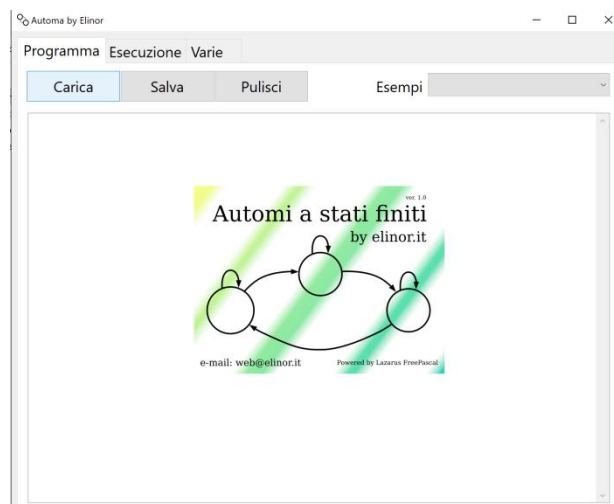 Automa by Elinor
Programma Esecuzione Varie
Carica Salva Pulisci Esempi
ver. 1.0
Automi a stati finiti
by elinor.it
e-mail: web@elinor.it Powered by Lazarus FreePascal